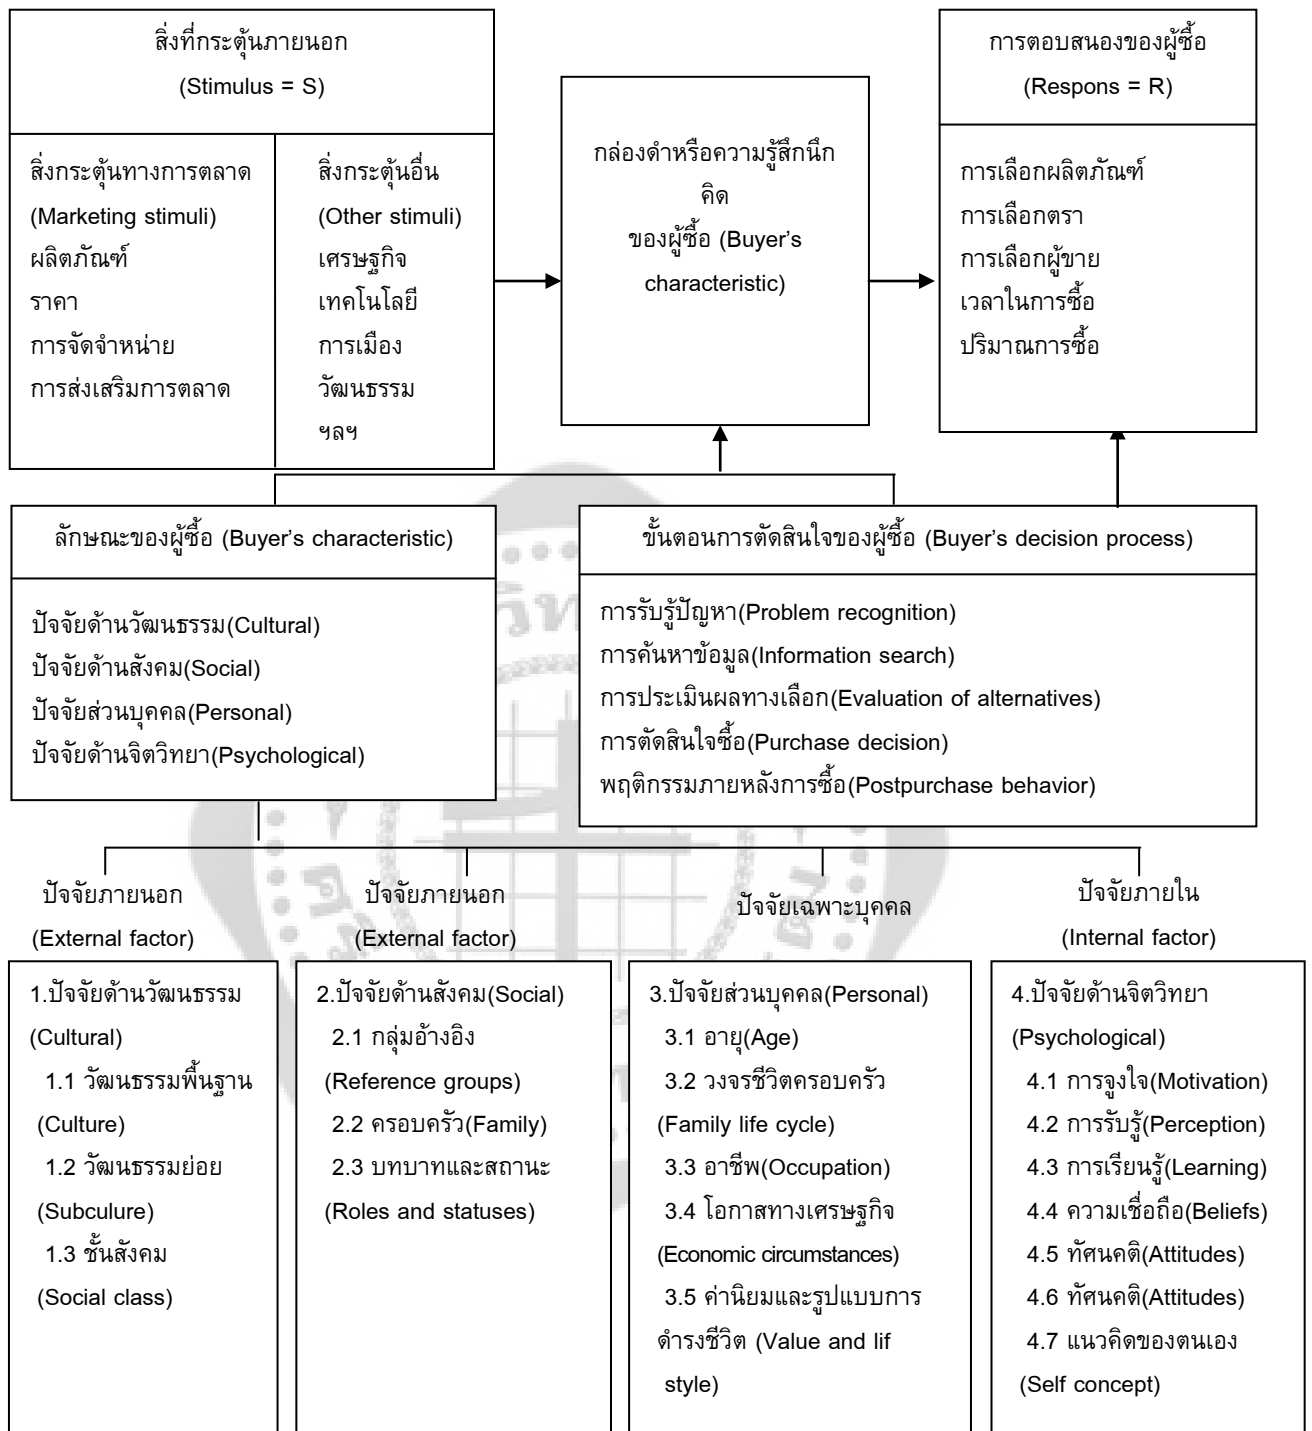 สิ่งที่กระตุ้นภายนอก
(Stimulus = S)
สิ่งกระตุ้นทางการตลาด
(Marketing stimuli)
ผลิตภัณฑ์
ราคา
การจัดจำหน่าย
การส่งเสริมการตลาด
สิ่งกระตุ้นอื่น
(Other stimuli)
เศรษฐกิจ
เทคโนโลยี
การเมือง
วัฒนธรรม
ฯลฯ
กล่องดำหรือความรู้สึกนึก
คิด
ของผู้ซื้อ (Buyer's
characteristic)
การตอบสนองของผู้ซื้อ
(Respons = R)
การเลือกผลิตภัณฑ์
การเลือกตรา
การเลือกผู้ขาย
เวลาในการซื้อ
ปริมาณการซื้อ
ลักษณะของผู้ซื้อ (Buyer's characteristic)
ปัจจัยด้านวัฒนธรรม(Cultural)
ปัจจัยด้านสังคม(Social)
ปัจจัยส่วนบุคคล(Personal)
ปัจจัยด้านจิตวิทยา(Psychological)
ขั้นตอนการตัดสินใจของผู้ซื้อ (Buyer's decision process)
การรับรู้ปัญหา(Problem recognition)
การค้นหาข้อมูล(Information search)
การประเมินผลทางเลือก(Evaluation of alternatives)
การตัดสินใจซื้อ(Purchase decision)
พฤติกรรมภายหลังการซื้อ(Postpurchase behavior)
ปัจจัยภายนอก
(External factor)
ปัจจัยภายนอก
(External factor)
ปัจจัยเฉพาะบุคคล
ปัจจัยภายใน
(Internal factor)
1.ปัจจัยด้านวัฒนธรรม
(Cultural)
1.1 วัฒนธรรมพื้นฐาน
(Culture)
1.2 วัฒนธรรมย่อย
(Subculure)
1.3 ชั้นสังคม
(Social class)
2.ปัจจัยด้านสังคม(Social)
2.1 กลุ่มอ้างอิง
(Reference groups)
2.2 ครอบครัว(Family)
2.3 บทบาทและสถานะ
(Roles and statuses)
3.ปัจจัยส่วนบุคคล(Personal)
3.1 อายุ(Age)
3.2 วงจรชีวิตครอบครัว
(Family life cycle)
3.3 อาชีพ(Occupation)
3.4 โอกาสทางเศรษฐกิจ
(Economic circumstances)
3.5 ค่านิยมและรูปแบบการ
ดำรงชีวิต (Value and lif
style)
4.ปัจจัยด้านจิตวิทยา
(Psychological)
4.1 การจูงใจ(Motivation)
4.2 การรับรู้(Perception)
4.3 การเรียนรู้(Learning)
4.4 ความเชื่อถือ(Beliefs)
4.5 ทัศนคติ(Attitudes)
4.6 ทัศนคติ(Attitudes)
4.7 แนวคิดของตนเอง
(Self concept)